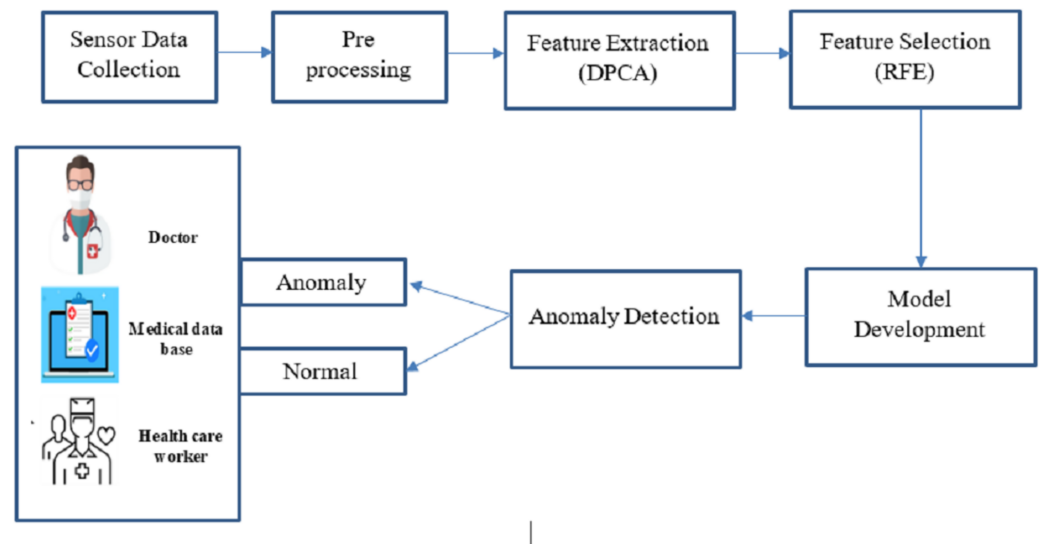 Sensor Data
Collection
Pre
processing
Feature Extraction
(DPCA)
Feature Selection
(RFE)
Doctor
Medical data
base
Health care
worker
Anomaly
Normal
Anomaly Detection
Model
Development